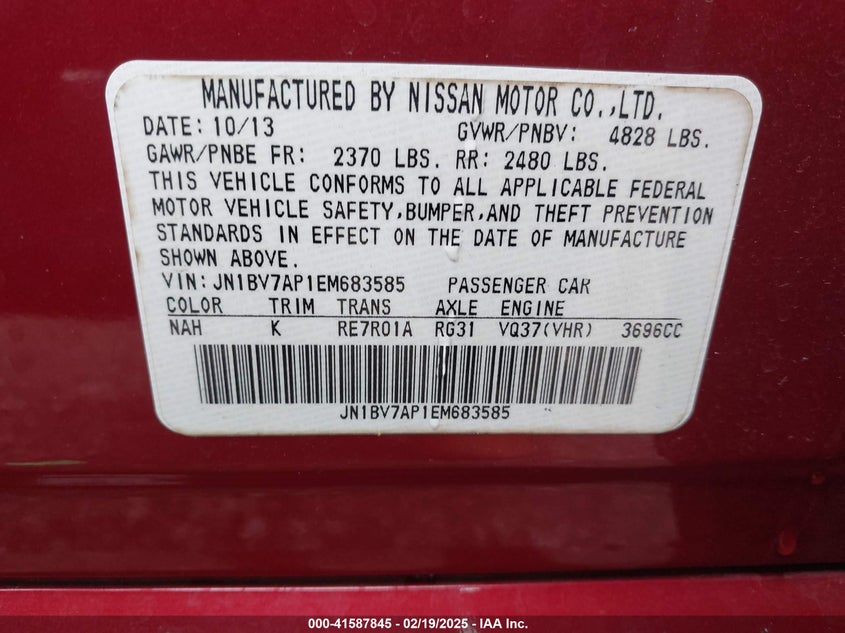 MANUFACTURED BY NISSAN MOTOR CO.,LTD.
DATE: 10/13 GVWR/PNBV: 4828 LBS.
GAWR/PNBE FR: 2370 LBS. RR: 2480 LBS.
THIS VEHICLE CONFORMS TO ALL APPLICABLE FEDERAL
MOTOR VEHICLE SAFETY,BUMPER,AND THEFT PREVENTION
STANDARDS IN EFFECT ON THE DATE OF MANUFACTURE
SHOWN ABOVE.
VIN: JN1BV7AP1EM683585 PASSENGER CAR
COLOR TRIM TRANS AXLE ENGINE
NAH K RE7R01A RG31 VQ37(VHR) 3696CC
JN1BV7AP1EM683585
000-41587845 - 02/19/2025 - IAA Inc.